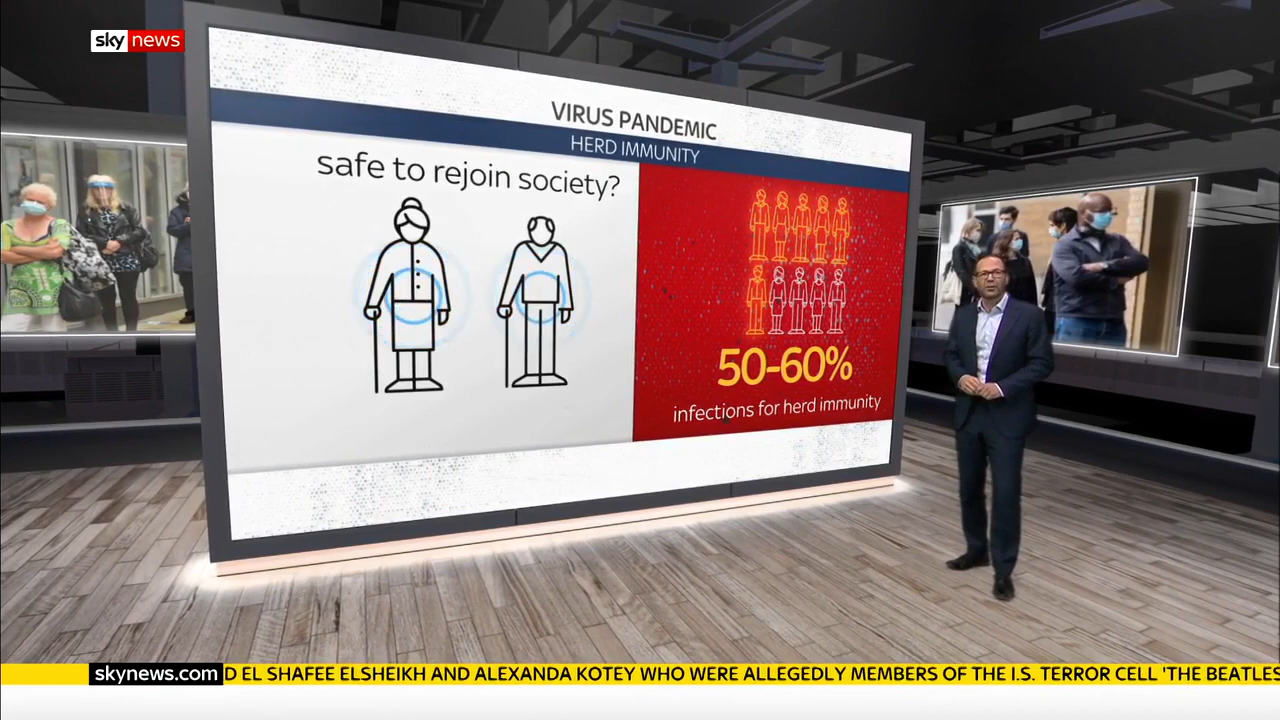 sky news
VIRUS PANDEMIC
HERD IMMUNITY
safe to rejoin society?
50-60%
infections for herd immunity
skynews.com
D EL SHAFEE ELSHEIKH AND ALEXANDA KOTEY WHO WERE ALLEGEDLY MEMBERS OF THE I.S. TERROR CELL 'THE BEATLES